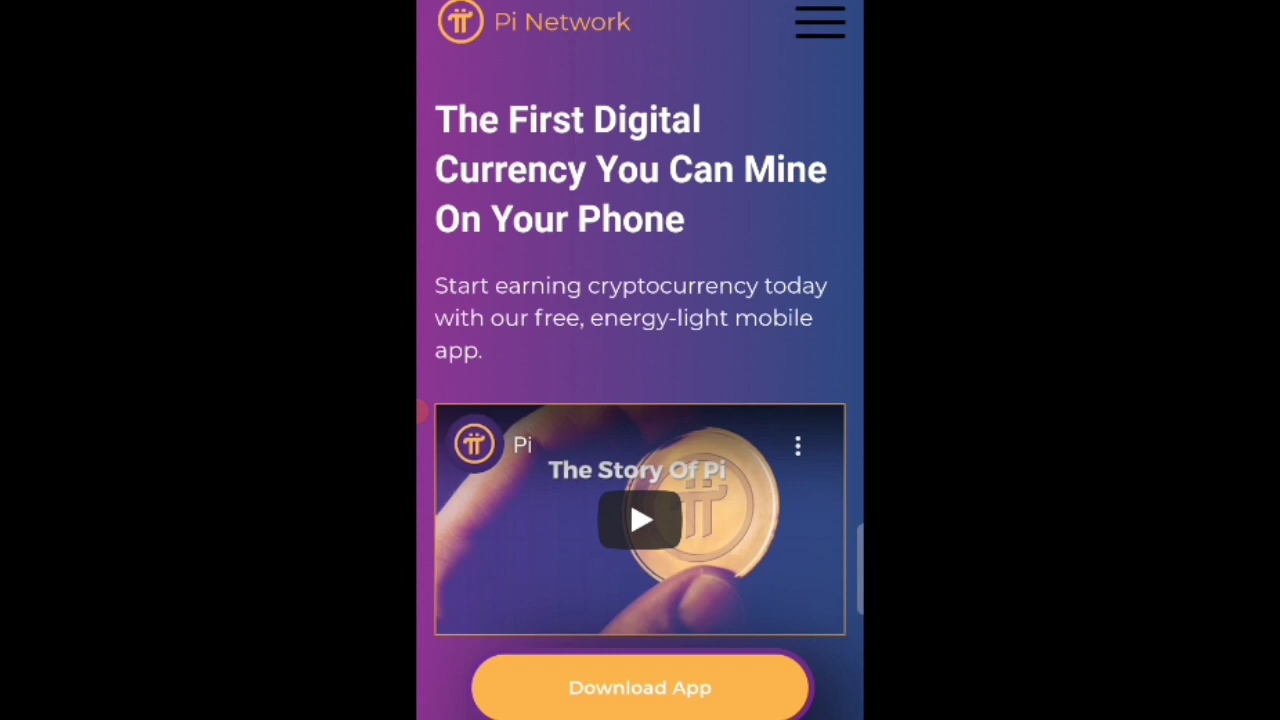 Pi Network
The First Digital
Currency You Can Mine
On Your Phone
Start earning cryptocurrency today
with our free, energy-light mobile
app.
Pi
The Story Of Pi
Download App